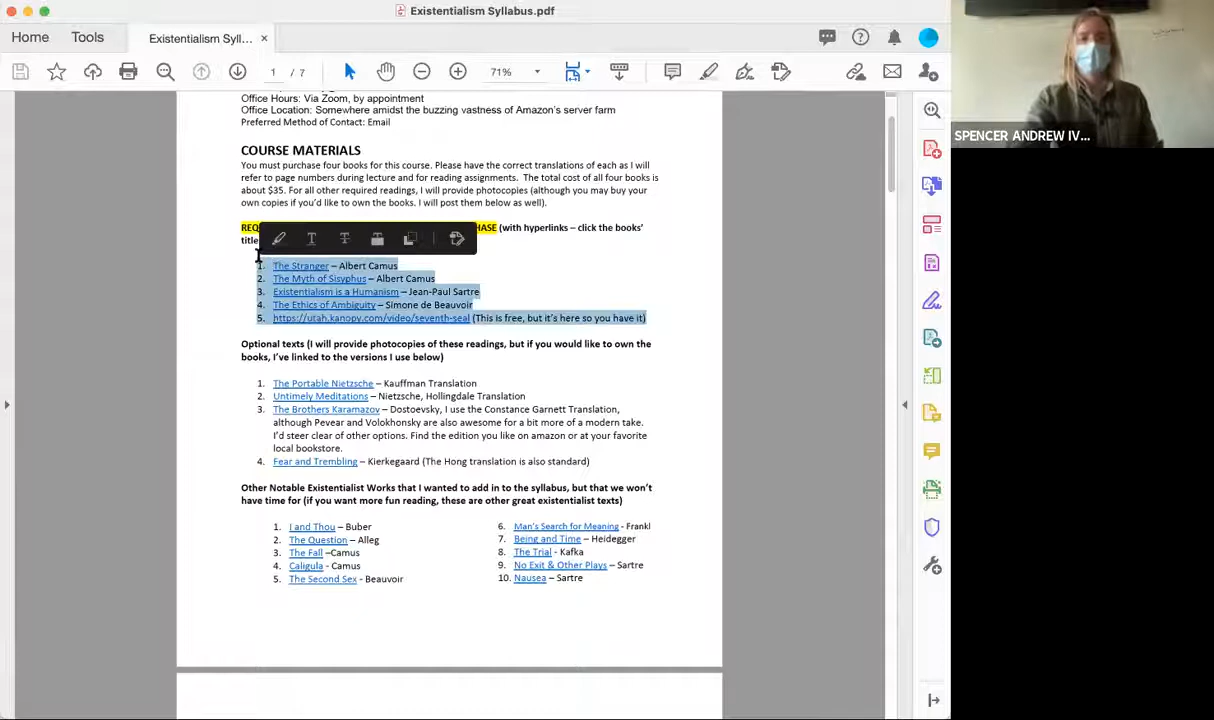 Existentialism Syllabus.pdf
Home
Tools
Existentialism Syll...
1 / 7
71%
Office Hours: Via Zoom, by appointment
Office Location: Somewhere amidst the buzzing vastness of Amazon's server farm
Preferred Method of Contact: Email
COURSE MATERIALS
You must purchase four books for this course. Please have the correct translations of each as I will
refer to page numbers during lecture and for reading assignments. The total cost of all four books is
about $35. For all other required readings, I will provide photocopies (although you may buy your
own copies if you'd like to own the books. I will post them below as well).
(with hyperlinks – click the books'
1. The Stranger – Albert Camus
2. The Myth of Sisyphus – Albert Camus
3. Existentialism is a Humanism – Jean-Paul Sartre
4. The Ethics of Ambiguity – Simone de Beauvoir
5. https://utah.kanopy.com/video/seventh-seal (This is free, but it's here so you have it)
Optional texts (I will provide photocopies of these readings, but if you would like to own the
books, I've linked to the versions I use below)
1. The Portable Nietzsche – Kauffman Translation
2. Untimely Meditations – Nietzsche, Hollingdale Translation
3. The Brothers Karamazov – Dostoevsky, I use the Constance Garnett Translation,
although Pevear and Volokhonsky are also awesome for a bit more of a modern take.
I'd steer clear of other options. Find the edition you like on amazon or at your favorite
local bookstore.
4. Fear and Trembling – Kierkegaard (The Hong translation is also standard)
Other Notable Existentialist Works that I wanted to add in to the syllabus, but that we won't
have time for (if you want more fun reading, these are other great existentialist texts)
1. I and Thou – Buber
2. The Question – Alleg
3. The Fall –Camus
4. Caligula - Camus
5. The Second Sex - Beauvoir
6. Man's Search for Meaning - Frankl
7. Being and Time – Heidegger
8. The Trial - Kafka
9. No Exit & Other Plays – Sartre
10. Nausea – Sartre
SPENCER ANDREW IV...